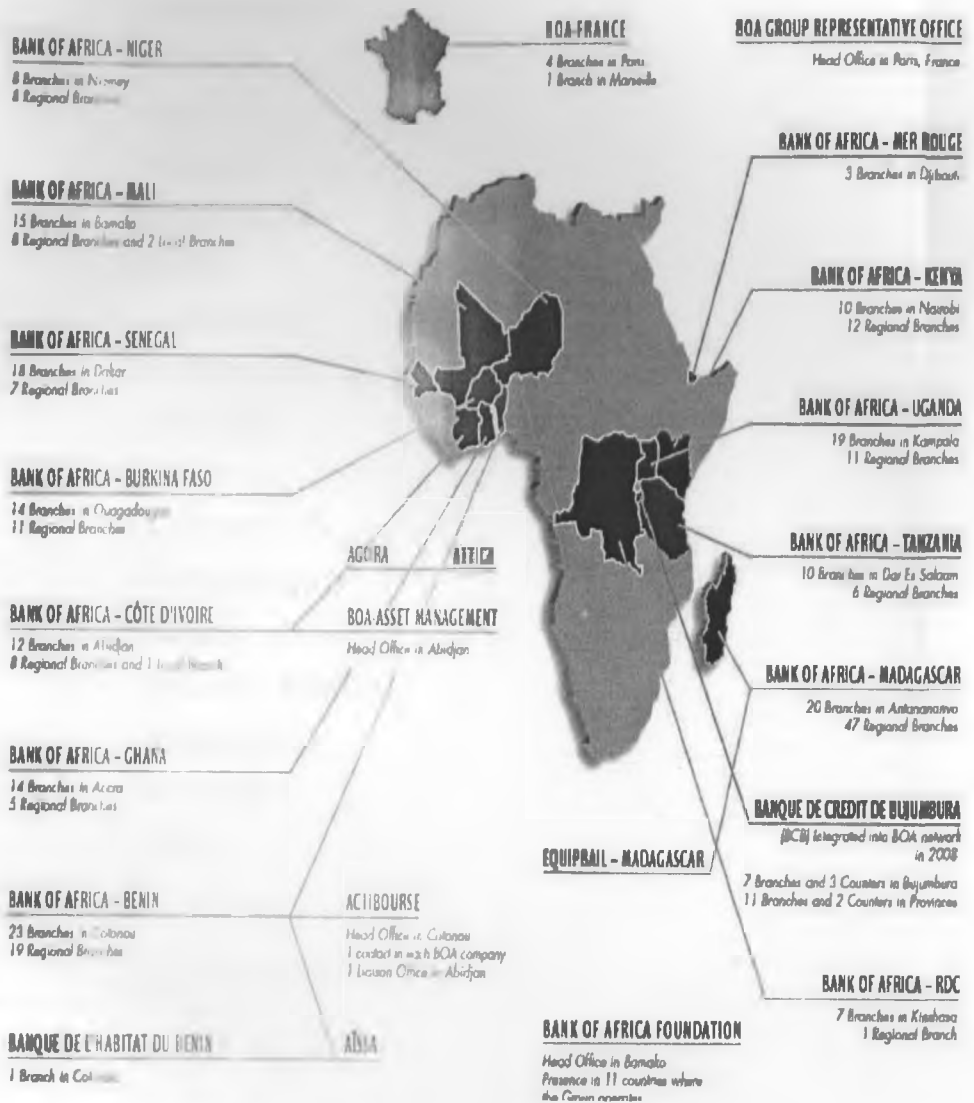 BANK OF AFRICA – NIGER
8 Branches in Niamey
8 Regional Branches
BANK OF AFRICA – MALI
15 Branches in Bamako
8 Regional Branches and 2 Local Branches
BANK OF AFRICA – SENEGAL
18 Branches in Dakar
7 Regional Branches
BANK OF AFRICA – BURKINA FASO
14 Branches in Ouagadougou
11 Regional Branches
BANK OF AFRICA – CÔTE D'IVOIRE
12 Branches in Abidjan
8 Regional Branches and 1 Local Branch
BANK OF AFRICA – GHANA
14 Branches in Accra
5 Regional Branches
BANK OF AFRICA – BENIN
23 Branches in Cotonou
19 Regional Branches
BANQUE DE L'HABITAT DU BENIN
1 Branch in
BOA-FRANCE
4 Branches in Paris
1 Branch in Marseille
AGORA
ATTICA
BOA-ASSET MANAGEMENT
Head Office in Abidjan
ACTIBOURSE
Head Office in Cotonou
1 contact in each BOA company
1 Liaison Office in Abidjan
AÏSSA
EQUIPBAIL – MADAGASCAR
BANK OF AFRICA FOUNDATION
Head Office in Bamako
Presence in 11 countries where
the Group operates
BOA GROUP REPRESENTATIVE OFFICE
Head Office in Paris, France
BANK OF AFRICA – MER ROUGE
3 Branches in Djibouti
BANK OF AFRICA – KENYA
10 Branches in Nairobi
12 Regional Branches
BANK OF AFRICA – UGANDA
19 Branches in Kampala
11 Regional Branches
BANK OF AFRICA – TANZANIA
10 Branches in Dar Es Salaam
6 Regional Branches
BANK OF AFRICA – MADAGASCAR
20 Branches in Antananarivo
47 Regional Branches
BANQUE DE CREDIT DE BUJUMBURA
(BCB) Integrated into BOA network
in 2008
7 Branches and 3 Counters in Bujumbura
11 Branches and 2 Counters in Provinces
BANK OF AFRICA – RDC
7 Branches in Kinshasa
1 Regional Branch